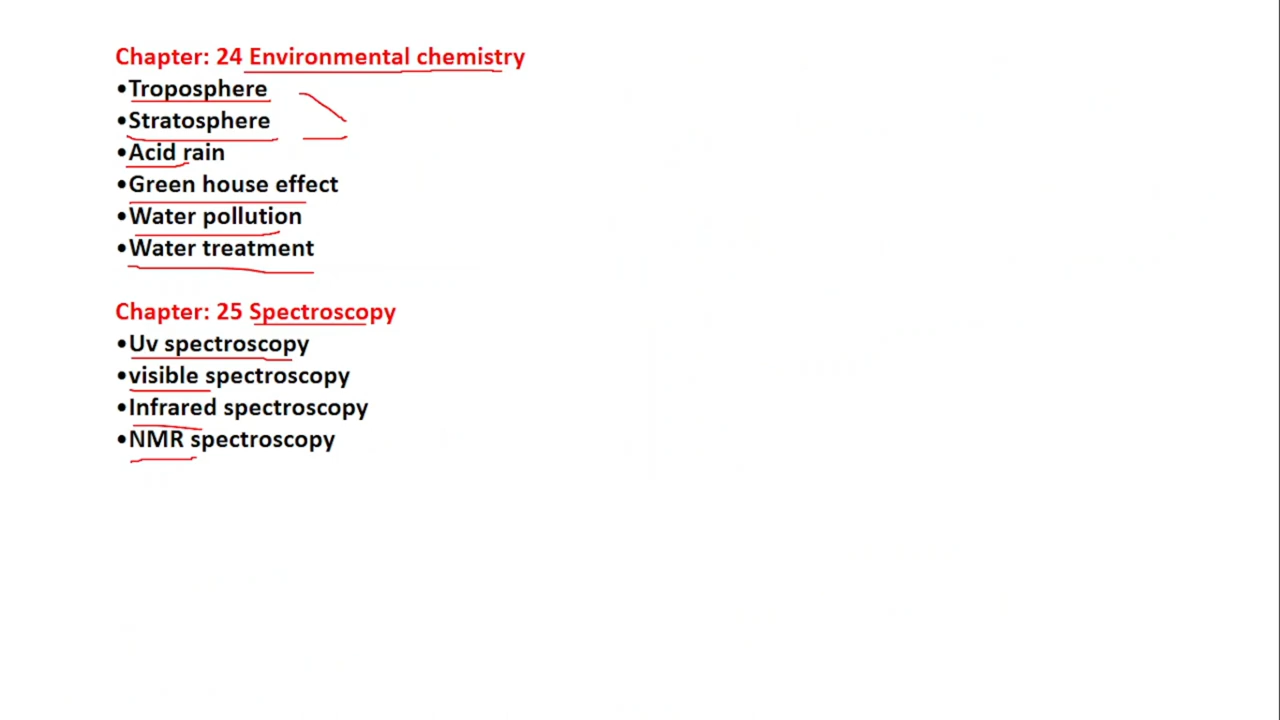 Chapter: 24 Environmental chemistry
•Troposphere
•Stratosphere
•Acid rain
•Green house effect
•Water pollution
•Water treatment
Chapter: 25 Spectroscopy
•Uv spectroscopy
•visible spectroscopy
•Infrared spectroscopy
•NMR spectroscopy